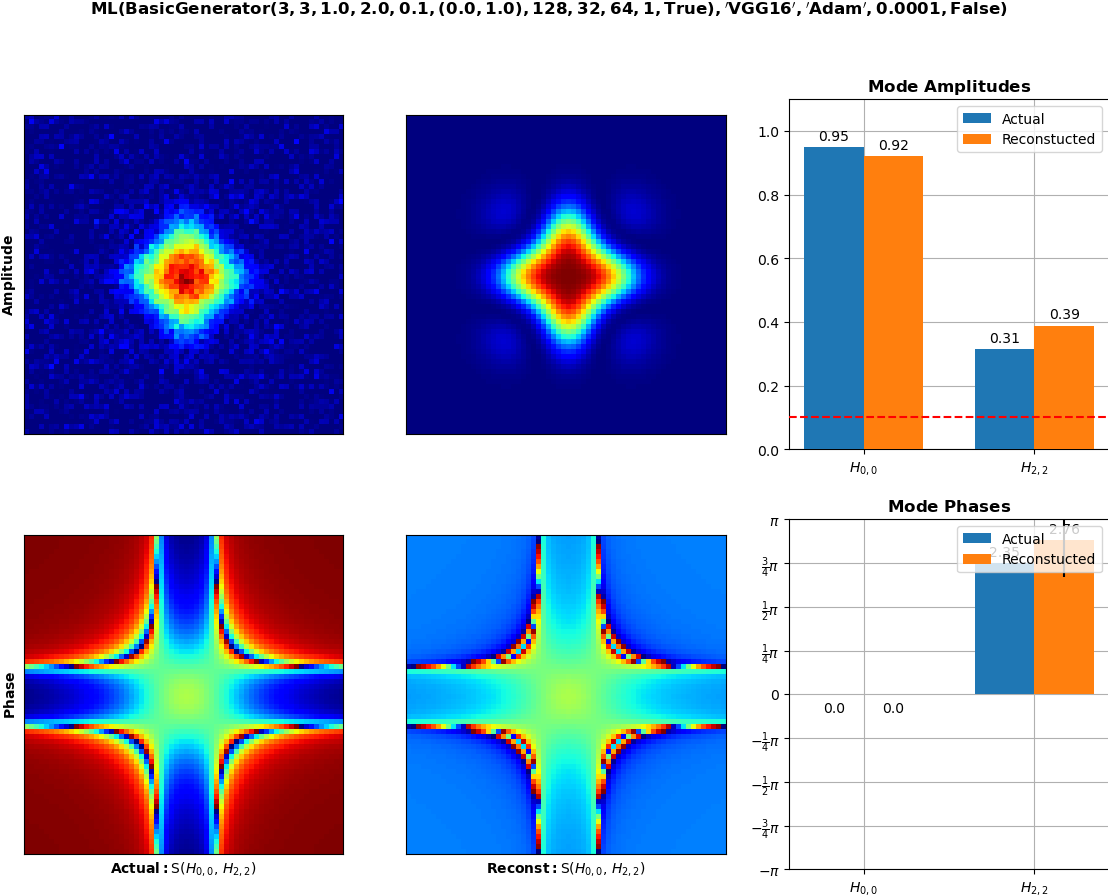 ML(BasicGenerator(3, 3, 1.0, 2.0, 0.1, (0.0, 1.0), 128, 32, 64, 1, True), ′VGG16′, ′Adam′, 0.0001, False)
Mode Amplitudes
Actual
Reconstucted
0.95
0.92
0.31
0.39
1.0
0.8
0.6
0.4
0.2
0.0
H0, 0
H2, 2
Amplitude
Mode Phases
Actual
Reconstucted
0.0
0.0
2.35
2.76
π
3/4π
1/2π
1/4π
0
−1/4π
−1/2π
−3/4π
−π
H0, 0
H2, 2
Phase
Actual: S(H0, 0, H2, 2)
Reconst: S(H0, 0, H2, 2)